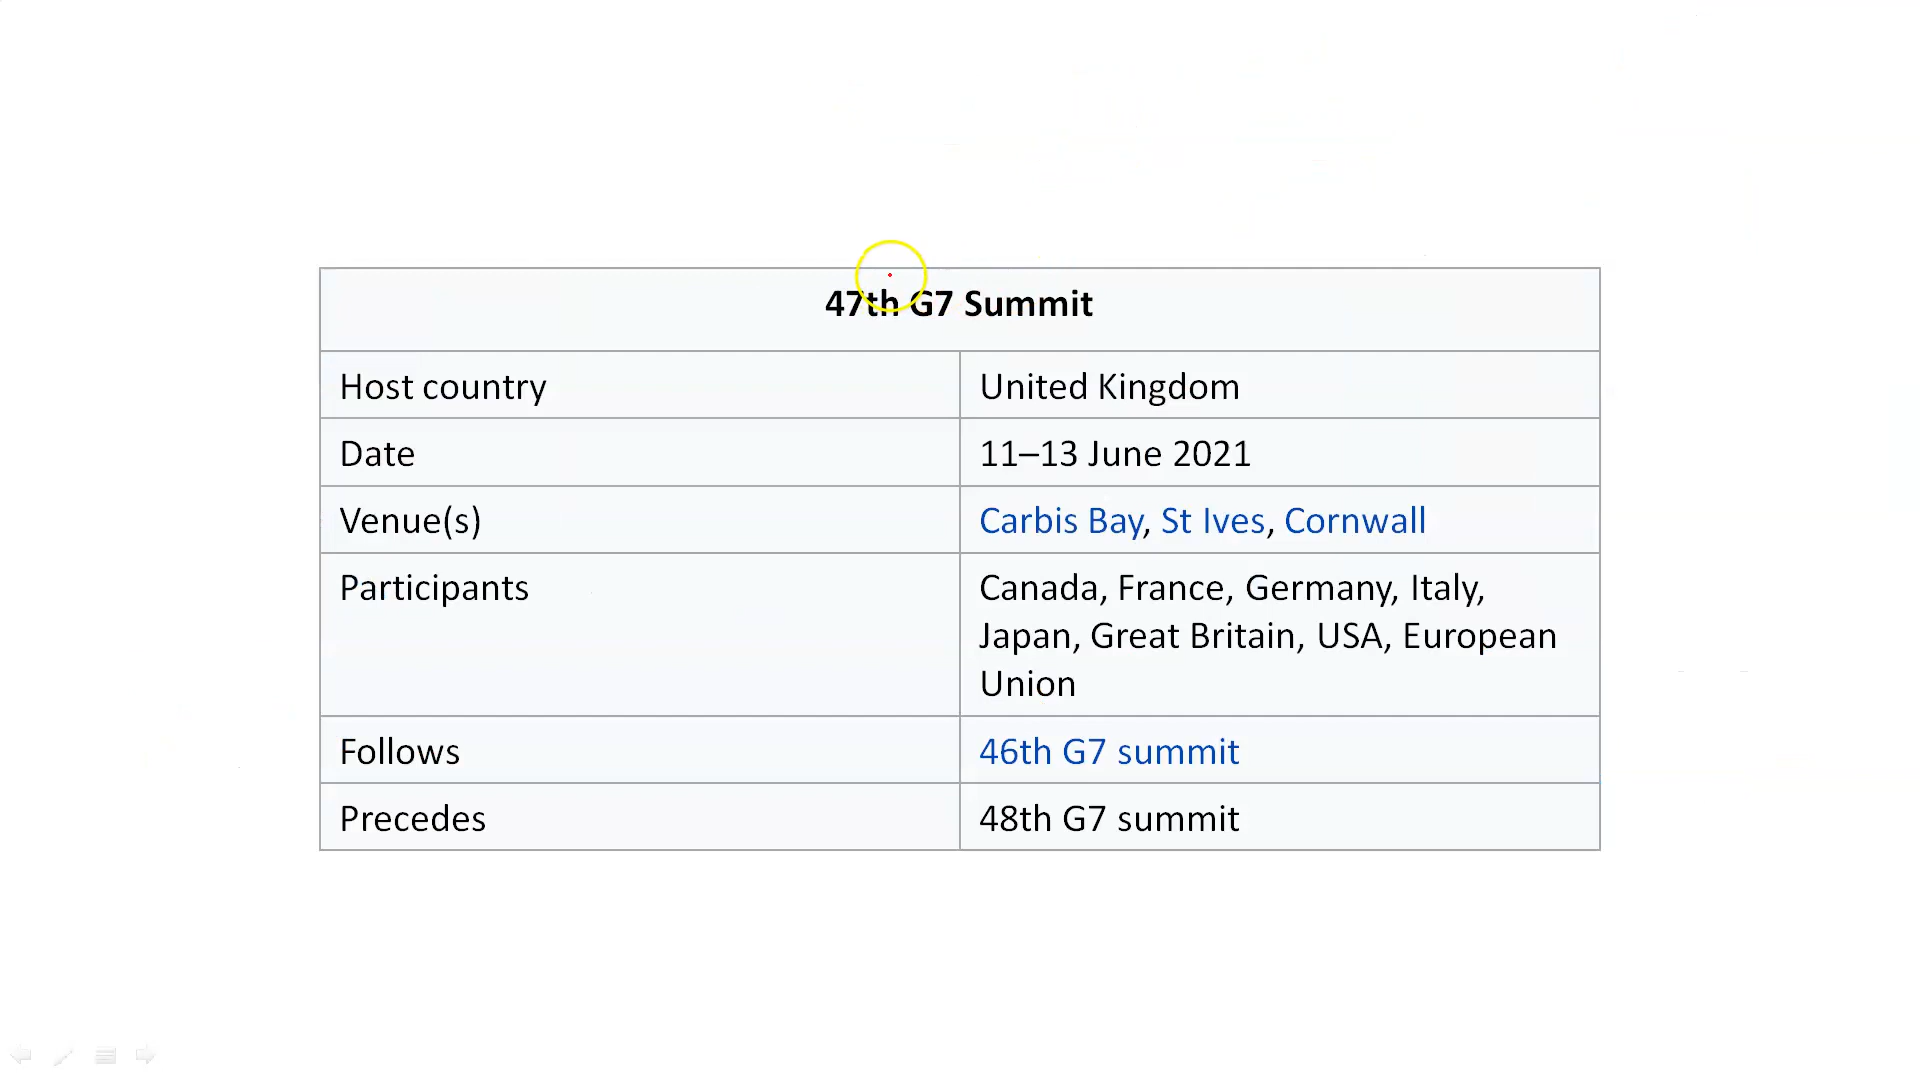 47th G7 Summit
Host country
United Kingdom
Date
11–13 June 2021
Venue(s)
Carbis Bay, St Ives, Cornwall
Participants
Canada, France, Germany, Italy,
Japan, Great Britain, USA, European
Union
Follows
46th G7 summit
Precedes
48th G7 summit